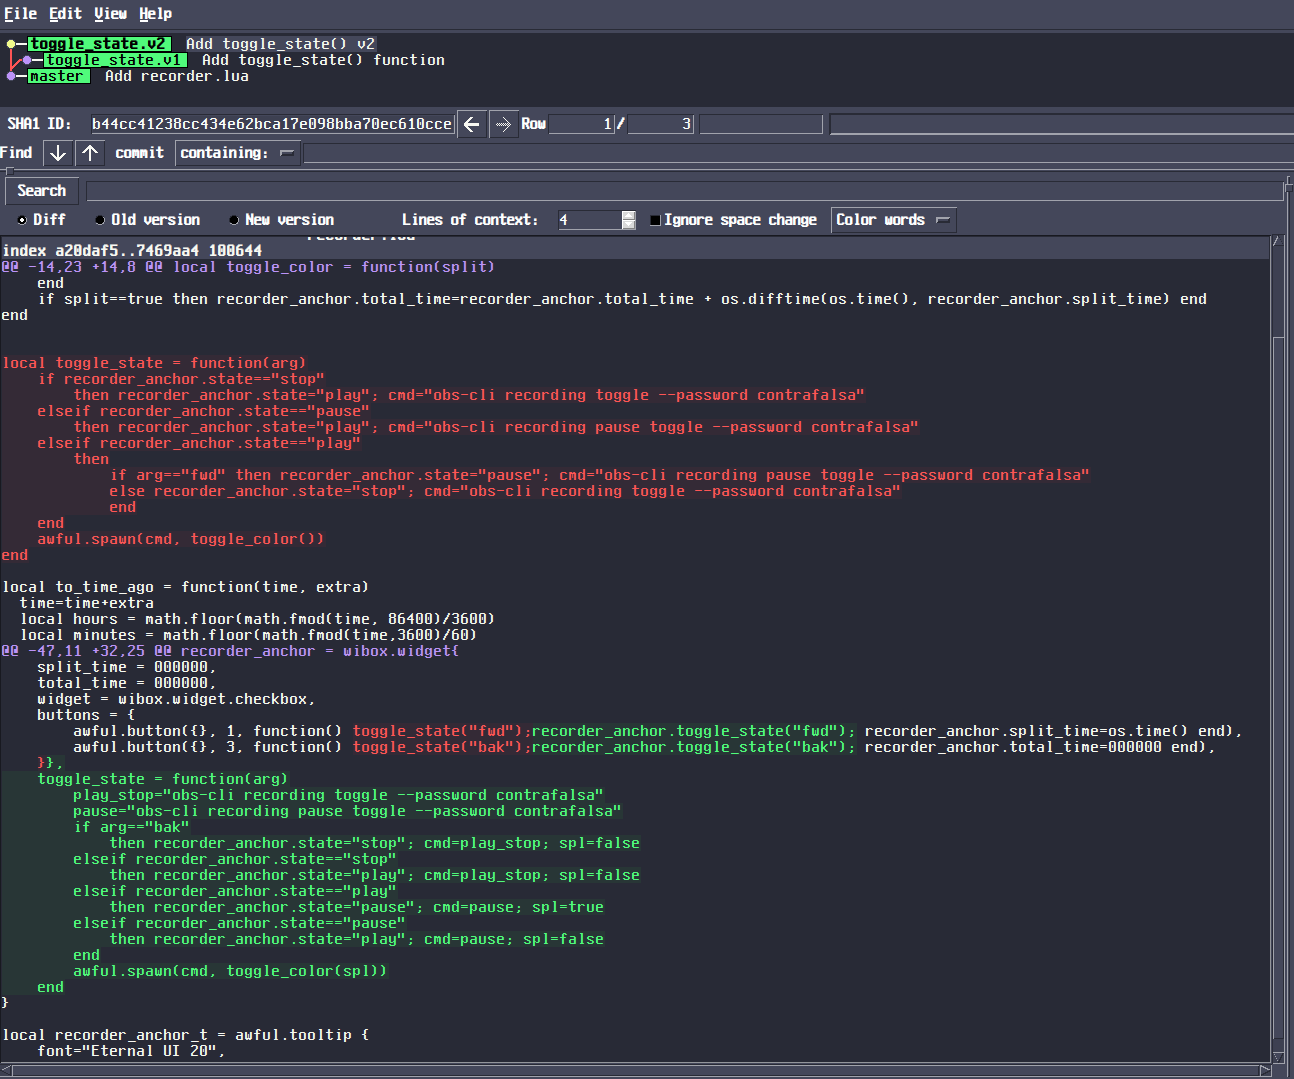 File Edit View Help
toggle_state.v2 Add toggle_state() v2
toggle_state.v1 Add toggle_state() function
master Add recorder.lua
SHA1 ID: b44cc41238cc434e62bca17e098bba70ec610cce Row 1 / 3
Find commit containing:
Search
Diff Old version New version Lines of context: 4 Ignore space change Color words
recorder.lua
index a20daf5..7469aa4 100644
@@ -14,23 +14,8 @@ local toggle_color = function(split)
    end
    if split==true then recorder_anchor.total_time=recorder_anchor.total_time + os.difftime(os.time(), recorder_anchor.split_time) end
end
local toggle_state = function(arg)
    if recorder_anchor.state=="stop"
        then recorder_anchor.state="play"; cmd="obs-cli recording toggle --password contrafalsa"
    elseif recorder_anchor.state=="pause"
        then recorder_anchor.state="play"; cmd="obs-cli recording pause toggle --password contrafalsa"
    elseif recorder_anchor.state=="play"
        then
            if arg=="fwd" then recorder_anchor.state="pause"; cmd="obs-cli recording pause toggle --password contrafalsa"
            else recorder_anchor.state="stop"; cmd="obs-cli recording toggle --password contrafalsa"
            end
    end
    awful.spawn(cmd, toggle_color())
end
local to_time_ago = function(time, extra)
  time=time+extra
  local hours = math.floor(math.fmod(time, 86400)/3600)
  local minutes = math.floor(math.fmod(time,3600)/60)
@@ -47,11 +32,25 @@ recorder_anchor = wibox.widget{
    split_time = 000000,
    total_time = 000000,
    widget = wibox.widget.checkbox,
    buttons = {
        awful.button({}, 1, function() toggle_state("fwd");recorder_anchor.toggle_state("fwd"); recorder_anchor.split_time=os.time() end),
        awful.button({}, 3, function() toggle_state("bak");recorder_anchor.toggle_state("bak"); recorder_anchor.total_time=000000 end),
    }},
    toggle_state = function(arg)
        play_stop="obs-cli recording toggle --password contrafalsa"
        pause="obs-cli recording pause toggle --password contrafalsa"
        if arg=="bak"
            then recorder_anchor.state="stop"; cmd=play_stop; spl=false
        elseif recorder_anchor.state=="stop"
            then recorder_anchor.state="play"; cmd=play_stop; spl=false
        elseif recorder_anchor.state=="play"
            then recorder_anchor.state="pause"; cmd=pause; spl=true
        elseif recorder_anchor.state=="pause"
            then recorder_anchor.state="play"; cmd=pause; spl=false
        end
        awful.spawn(cmd, toggle_color(spl))
    end
}
local recorder_anchor_t = awful.tooltip {
    font="Eternal UI 20",